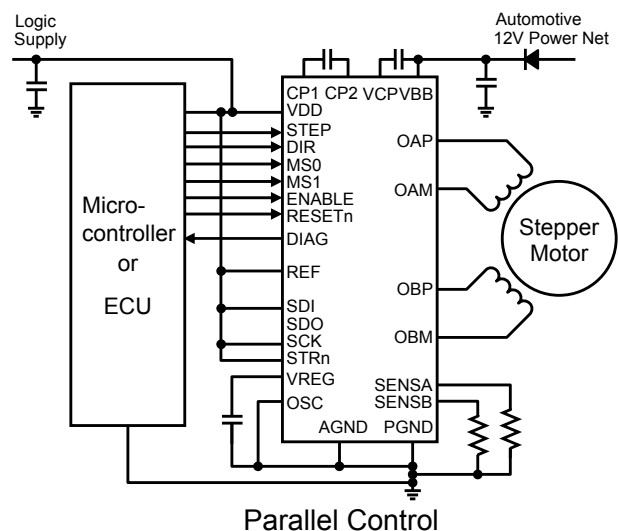 Logic
Supply
Automotive
12V Power Net
CP1 CP2 VCP VBB
VDD
STEP
DIR
MS0
MS1
ENABLE
RESETn
DIAG
REF
SDI
SDO
SCK
STRn
VREG
OSC
AGND PGND
OAP
OAM
OBP
OBM
SENSA
SENSB
Micro-
controller
or
ECU
Stepper
Motor
Parallel Control